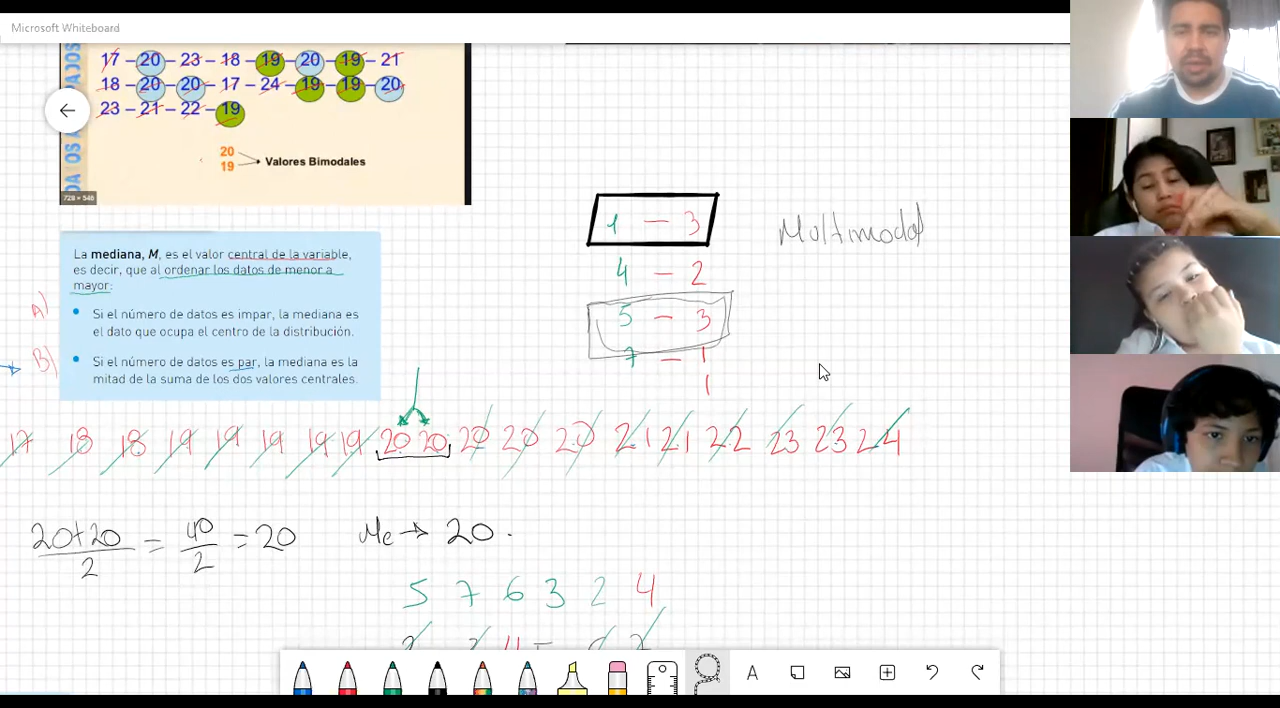 Microsoft Whiteboard
17 – 20 – 23 – 18 – 19 – 20 – 19 – 21
18 – 20 – 20 – 17 – 24 – 19 – 19 – 20
23 – 21 – 22 – 19
20
19
Valores Bimodales
728 × 546
La mediana, M, es el valor central de la variable,
es decir, que al ordenar los datos de menor a
mayor:
A)
Si el número de datos es impar, la mediana es
el dato que ocupa el centro de la distribución.
B)
Si el número de datos es par, la mediana es la
mitad de la suma de los dos valores centrales.
1 — 3
4 — 2
5 — 3
7 — 1
1
Multimodal
17 18 18 19 19 19 19 19 20 20 20 20 20 21 21 22 23 23 24
20+20
2
= 40
2
= 20
Me → 20.
5 7 6 3 2 4
A